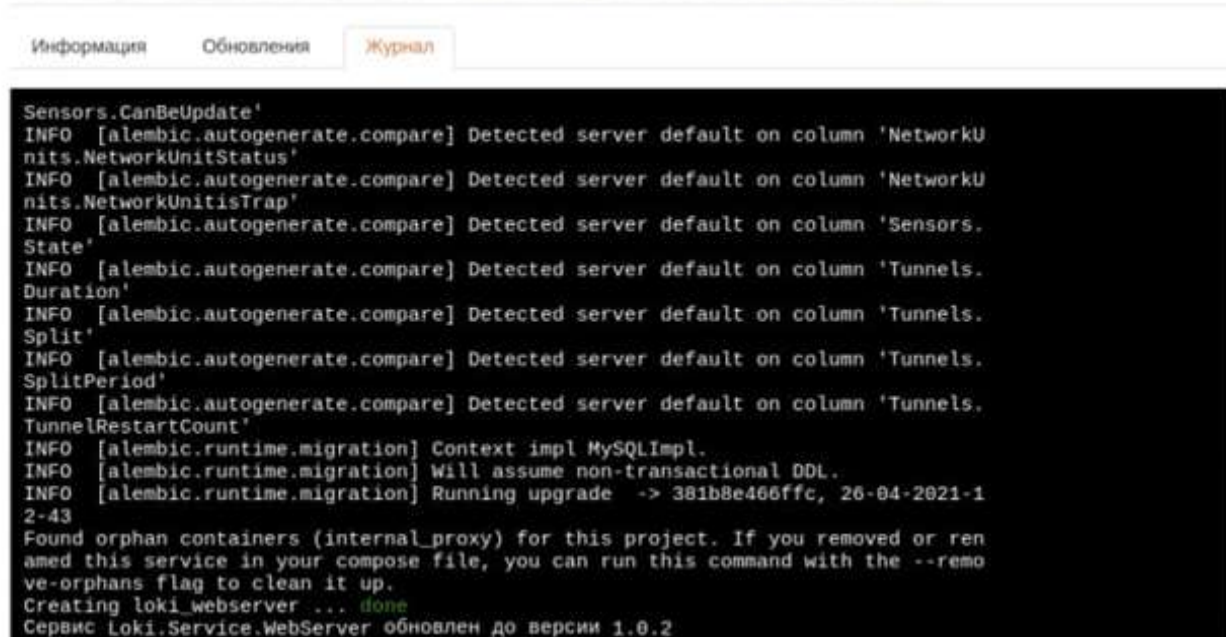 Информация Обновления Журнал
Sensors.CanBeUpdate'
INFO [alembic.autogenerate.compare] Detected server default on column 'NetworkU
nits.NetworkUnitStatus'
INFO [alembic.autogenerate.compare] Detected server default on column 'NetworkU
nits.NetworkUnitisTrap'
INFO [alembic.autogenerate.compare] Detected server default on column 'Sensors.
State'
INFO [alembic.autogenerate.compare] Detected server default on column 'Tunnels.
Duration'
INFO [alembic.autogenerate.compare] Detected server default on column 'Tunnels.
Split'
INFO [alembic.autogenerate.compare] Detected server default on column 'Tunnels.
SplitPeriod'
INFO [alembic.autogenerate.compare] Detected server default on column 'Tunnels.
TunnelRestartCount'
INFO [alembic.runtime.migration] Context impl MySQLImpl.
INFO [alembic.runtime.migration] Will assume non-transactional DDL.
INFO [alembic.runtime.migration] Running upgrade -> 381b8e466ffc, 26-04-2021-1
2-43
Found orphan containers (internal_proxy) for this project. If you removed or ren
amed this service in your compose file, you can run this command with the --remo
ve-orphans flag to clean it up.
Creating loki_webserver ... done
Сервис Loki.Service.WebServer обновлен до версии 1.0.2